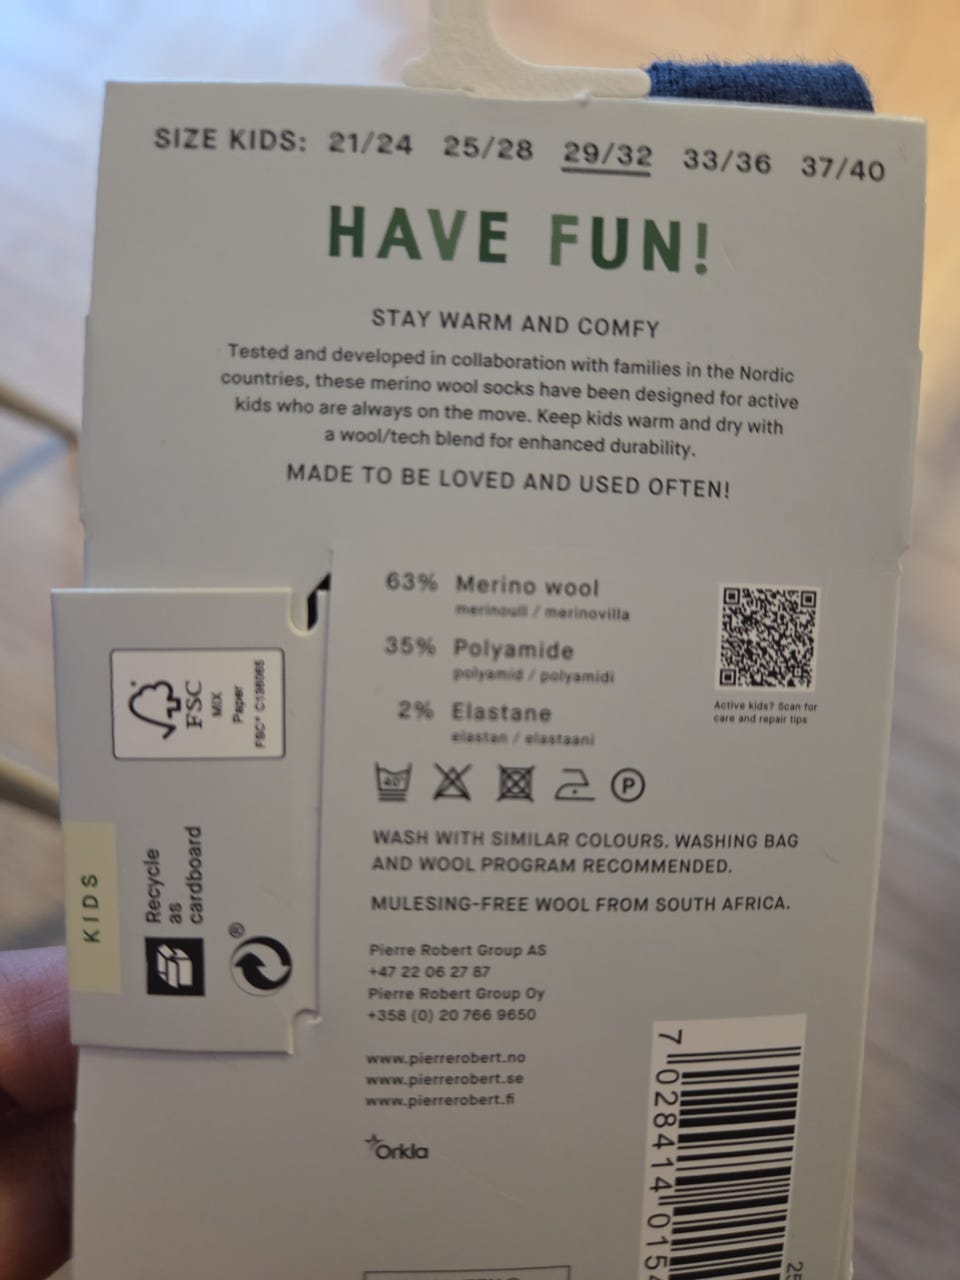 SIZE KIDS: 21/24 25/28 29/32 33/36 37/40
HAVE FUN!
STAY WARM AND COMFY
Tested and developed in collaboration with families in the Nordic
countries, these merino wool socks have been designed for active
kids who are always on the move. Keep kids warm and dry with
a wool/tech blend for enhanced durability.
MADE TO BE LOVED AND USED OFTEN!
63% Merino wool
merinoull / merinovilla
35% Polyamide
polyamid / polyamidi
2% Elastane
elastan / elastaani
Active kids? Scan for
care and repair tips
40°
P
WASH WITH SIMILAR COLOURS. WASHING BAG
AND WOOL PROGRAM RECOMMENDED.
MULESING-FREE WOOL FROM SOUTH AFRICA.
Pierre Robert Group AS
+47 22 06 27 87
Pierre Robert Group Oy
+358 (0) 20 766 9650
www.pierrerobert.no
www.pierrerobert.se
www.pierrerobert.fi
Orkla
FSC
MIX
Paper
FSC® C136065
Recycle
as
cardboard
®
KIDS
7 028414 0154